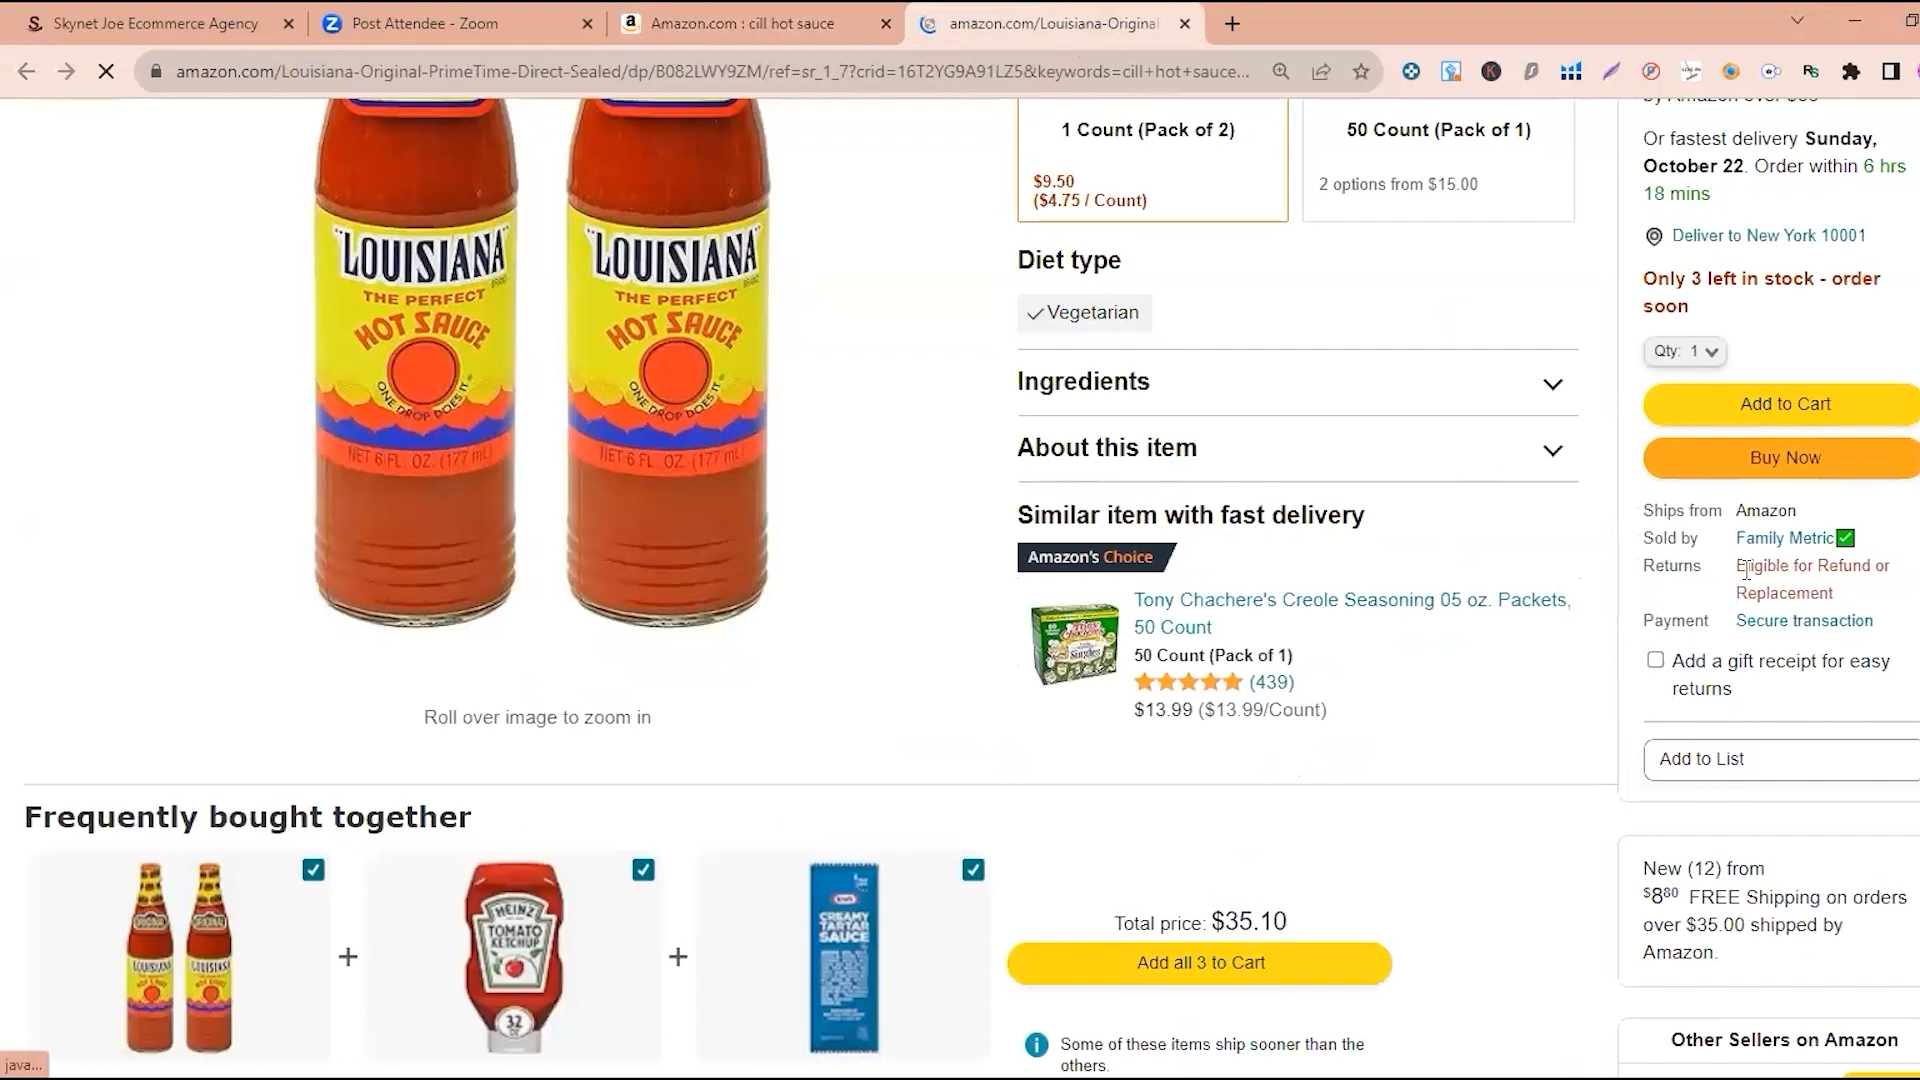 Skynet Joe Ecommerce Agency
Post Attendee - Zoom
Amazon.com : cill hot sauce
amazon.com/Louisiana-Original-
amazon.com/Louisiana-Original-PrimeTime-Direct-Sealed/dp/B082LWY9ZM/ref=sr_1_7?crid=16T2YG9A91LZ5&keywords=cill+hot+sauce...
1 Count (Pack of 2)
$9.50
($4.75 / Count)
50 Count (Pack of 1)
2 options from $15.00
Diet type
Vegetarian
Ingredients
About this item
Similar item with fast delivery
Amazon's Choice
Tony Chachere's Creole Seasoning 05 oz. Packets,
50 Count
50 Count (Pack of 1)
(439)
$13.99 ($13.99/Count)
Or fastest delivery Sunday,
October 22. Order within 6 hrs
18 mins
Deliver to New York 10001
Only 3 left in stock - order
soon
Qty: 1
Add to Cart
Buy Now
Ships from Amazon
Sold by Family Metric
Returns Eligible for Refund or
Replacement
Payment Secure transaction
Add a gift receipt for easy
returns
Add to List
New (12) from
$8.80 FREE Shipping on orders
over $35.00 shipped by
Amazon.
Other Sellers on Amazon
"LOUISIANA"
BRAND
THE PERFECT
HOT SAUCE
ONE DROP DOES IT
NET 6 FL. OZ. (177 mL)
"LOUISIANA"
BRAND
THE PERFECT
HOT SAUCE
ONE DROP DOES IT
NET 6 FL. OZ. (177 mL)
Roll over image to zoom in
Frequently bought together
LOUISIANA
HOT SAUCE
LOUISIANA
HOT SAUCE
+
HEINZ
TOMATO
KETCHUP
32
OZ
+
CREAMY
TARTAR
SAUCE
Total price: $35.10
Add all 3 to Cart
Some of these items ship sooner than the
others.
java...